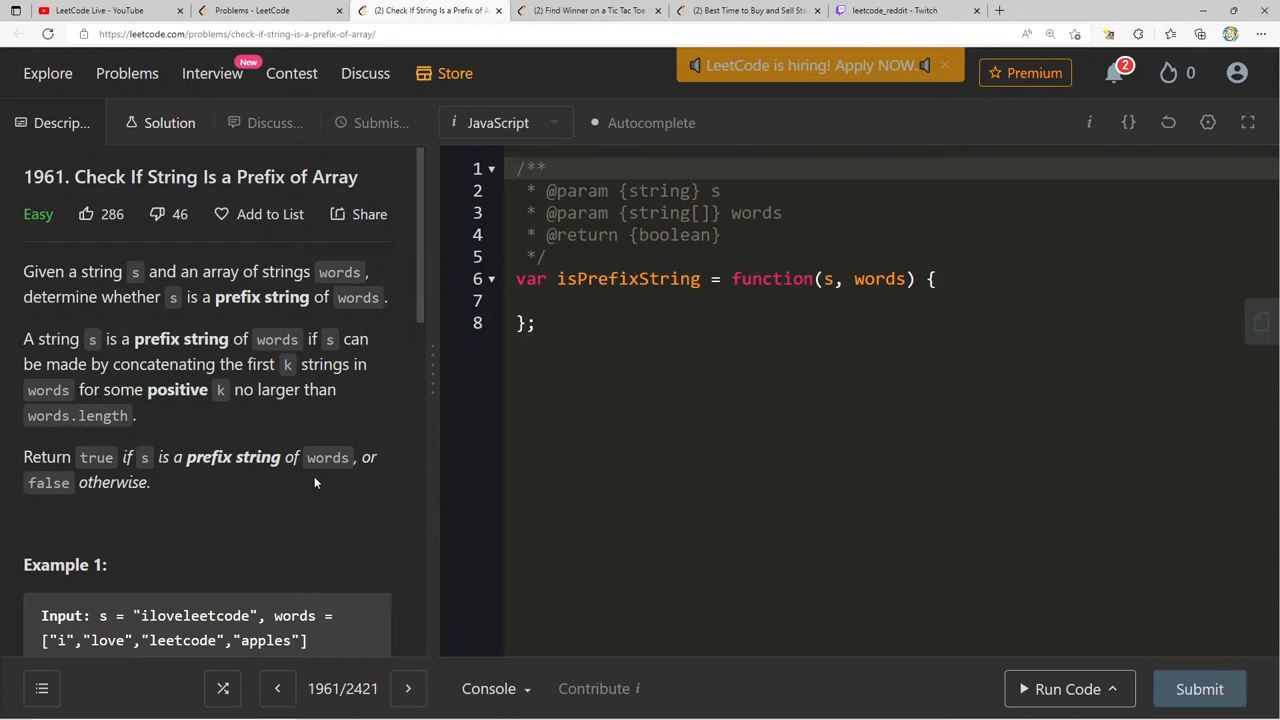 LeetCode Live - YouTube
Problems - LeetCode
(2) Check If String Is a Prefix of A
(2) Find Winner on a Tic Tac Toe
(2) Best Time to Buy and Sell Sto
leetcode_reddit - Twitch
https://leetcode.com/problems/check-if-string-is-a-prefix-of-array/
Explore
Problems
Interview
New
Contest
Discuss
Store
LeetCode is hiring! Apply NOW.
Premium
2
0
Descrip...
Solution
Discuss...
Submis...
i JavaScript
Autocomplete
i {}
1961. Check If String Is a Prefix of Array
Easy 286 46 Add to List Share
Given a string s and an array of strings words,
determine whether s is a prefix string of words.
A string s is a prefix string of words if s can
be made by concatenating the first k strings in
words for some positive k no larger than
words.length.
Return true if s is a prefix string of words, or
false otherwise.
Example 1:
Input: s = "iloveleetcode", words =
["i","love","leetcode","apples"]
1 /**
2 * @param {string} s
3 * @param {string[]} words
4 * @return {boolean}
5 */
6 var isPrefixString = function(s, words) {
7
8 };
1961/2421
Console
Contribute i
Run Code
Submit